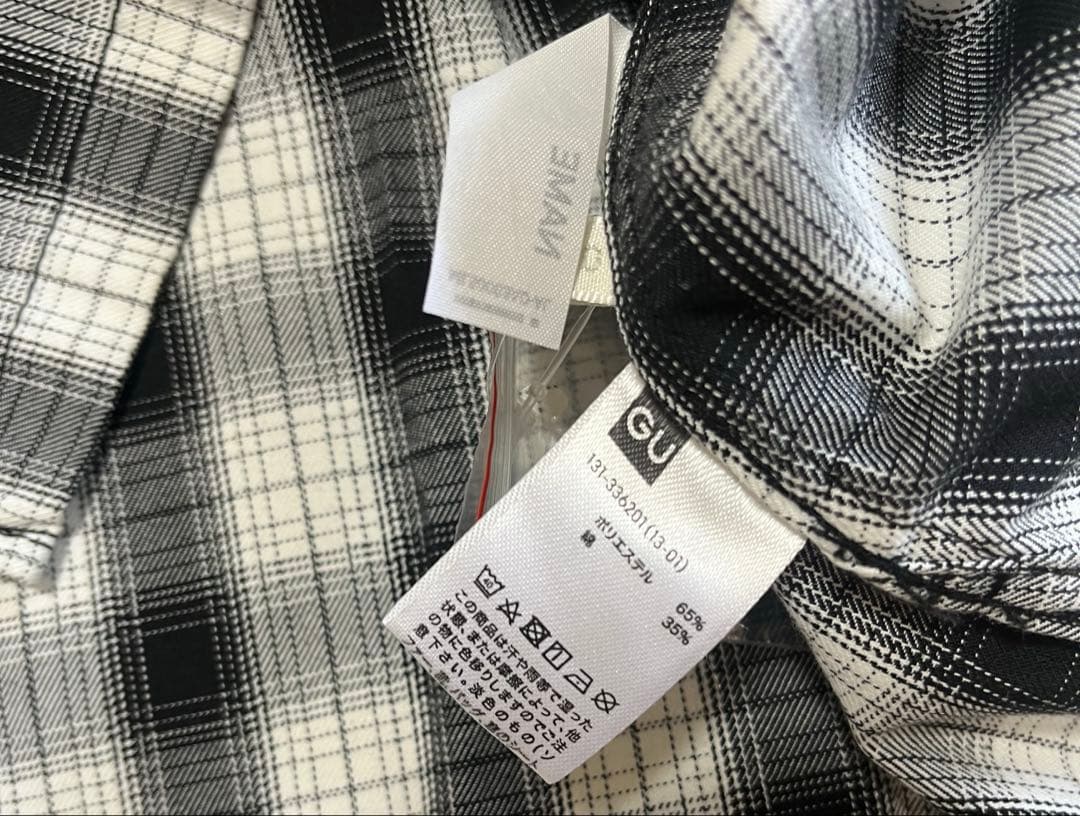 NAME
GU
131-336201(13-01)
ポリエステル 65%
綿 35%
40
この商品は汗や雨等で湿った
状態、または摩擦によって、他
の物に色移りしますのでご注
意下さい。淡色のもの(ソ